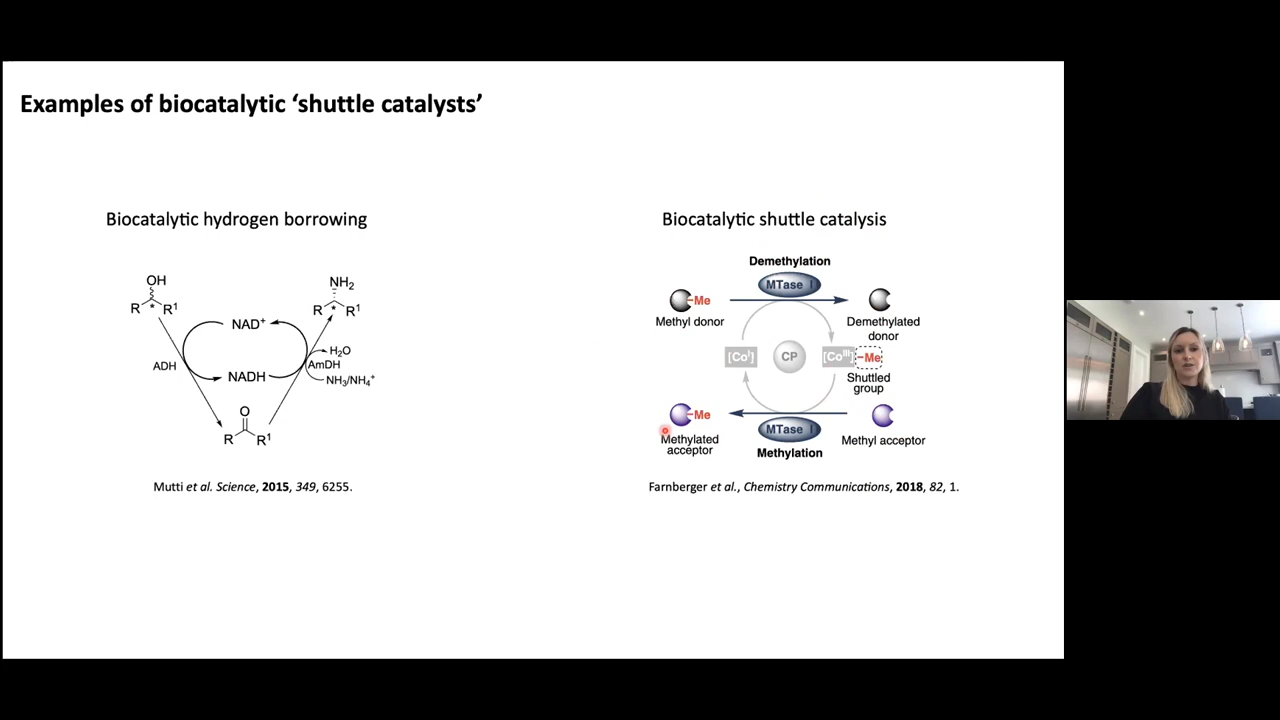 Examples of biocatalytic ‘shuttle catalysts’
Biocatalytic hydrogen borrowing
OH
R * R¹
NH₂
R * R¹
NAD⁺
H₂O
ADH
AmDH
NADH
NH₃/NH₄⁺
O
R R¹
Mutti et al. Science, 2015, 349, 6255.
Biocatalytic shuttle catalysis
Demethylation
MTase I
Me
Methyl donor
Demethylated
donor
[Coᴵ]
CP
[Coᴵᴵᴵ]
Me
Shuttled
group
Me
Methylated
acceptor
MTase I
Methyl acceptor
Methylation
Farnberger et al., Chemistry Communications, 2018, 82, 1.